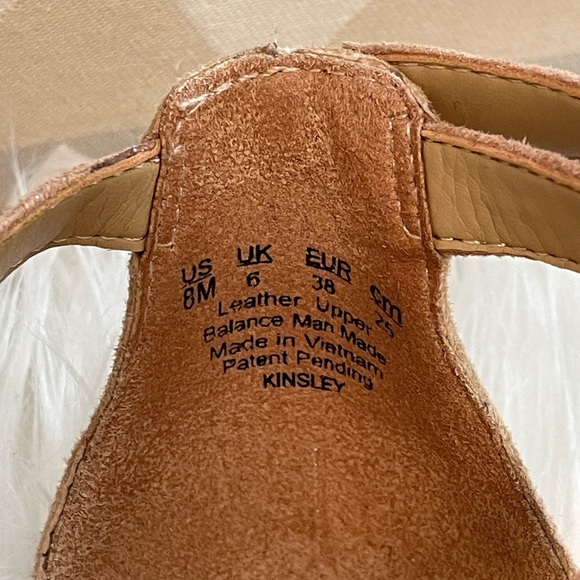 US UK EUR cm
8M 6 38 25
Leather Upper
Balance Man Made
Made in Vietnam
Patent Pending
KINSLEY